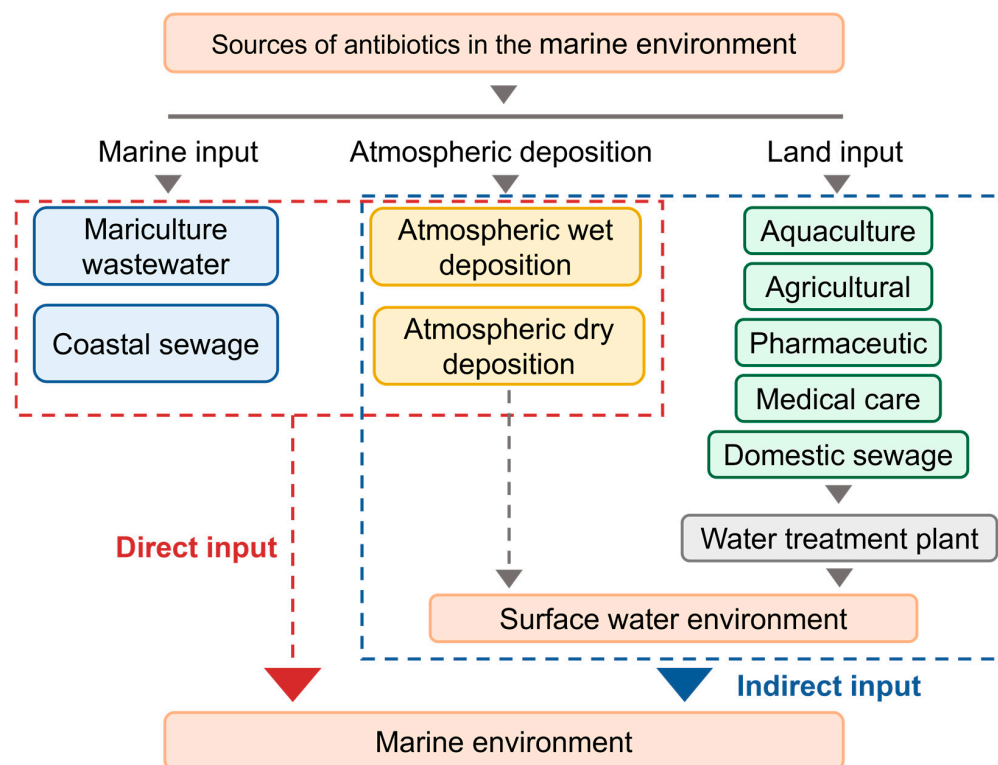 Sources of antibiotics in the marine environment
Marine input
Atmospheric deposition
Land input
Mariculture
wastewater
Coastal sewage
Atmospheric wet
deposition
Atmospheric dry
deposition
Aquaculture
Agricultural
Pharmaceutic
Medical care
Domestic sewage
Water treatment plant
Direct input
Surface water environment
Indirect input
Marine environment